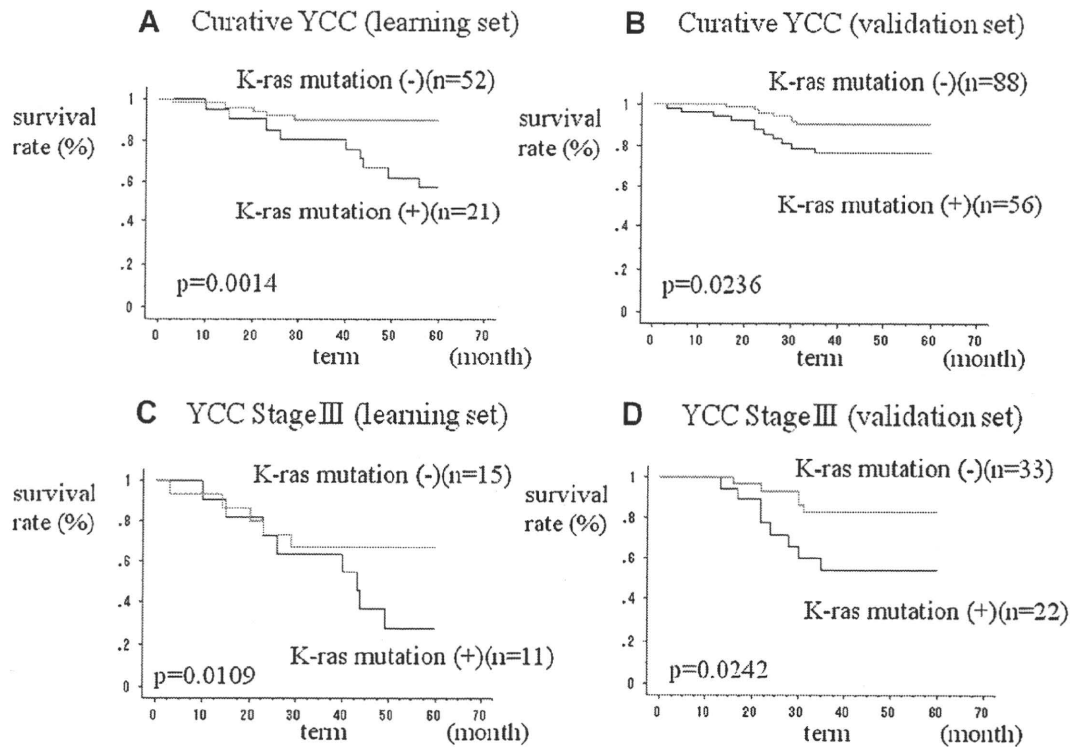 A Curative YCC (learning set)
K-ras mutation (-)(n=52)
survival
rate (%)
1
.8
.6
.4
.2
0
K-ras mutation (+)(n=21)
p=0.0014
0 10 20 30 40 50 60 70
term (month)
B Curative YCC (validation set)
K-ras mutation (-)(n=88)
survival
rate (%)
1
.8
.6
.4
.2
0
K-ras mutation (+)(n=56)
p=0.0236
0 10 20 30 40 50 60 70
term (month)
C YCC StageⅢ (learning set)
K-ras mutation (-)(n=15)
survival
rate (%)
1
.8
.6
.4
.2
0
K-ras mutation (+)(n=11)
p=0.0109
0 10 20 30 40 50 60 70
term (month)
D YCC StageⅢ (validation set)
K-ras mutation (-)(n=33)
survival
rate (%)
1
.8
.6
.4
.2
0
K-ras mutation (+)(n=22)
p=0.0242
0 10 20 30 40 50 60 70
term (month)